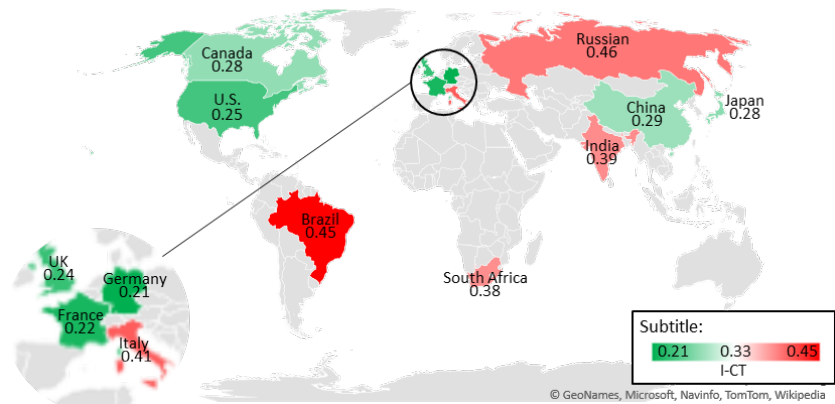 Canada
0.28
U.S.
0.25
Russian
0.46
China
0.29
Japan
0.28
India
0.39
Brazil
0.45
South Africa
0.38
UK
0.24
Germany
0.21
France
0.22
Italy
0.41
Subtitle:
0.21 0.33 0.45
I-CT
© GeoNames, Microsoft, Navinfo, TomTom, Wikipedia